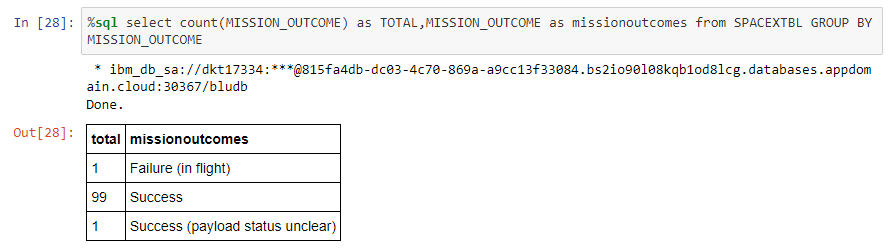 In [28]: %sql select count(MISSION_OUTCOME) as TOTAL,MISSION_OUTCOME as missionoutcomes from SPACEXTBL GROUP BY
MISSION_OUTCOME
* ibm_db_sa://dkt17334:***@815fa4db-dc03-4c70-869a-a9cc13f33084.bs2io90l08kqb1od8lcg.databases.appdom
ain.cloud:30367/bludb
Done.
Out[28]:
total missionoutcomes
1 Failure (in flight)
99 Success
1 Success (payload status unclear)